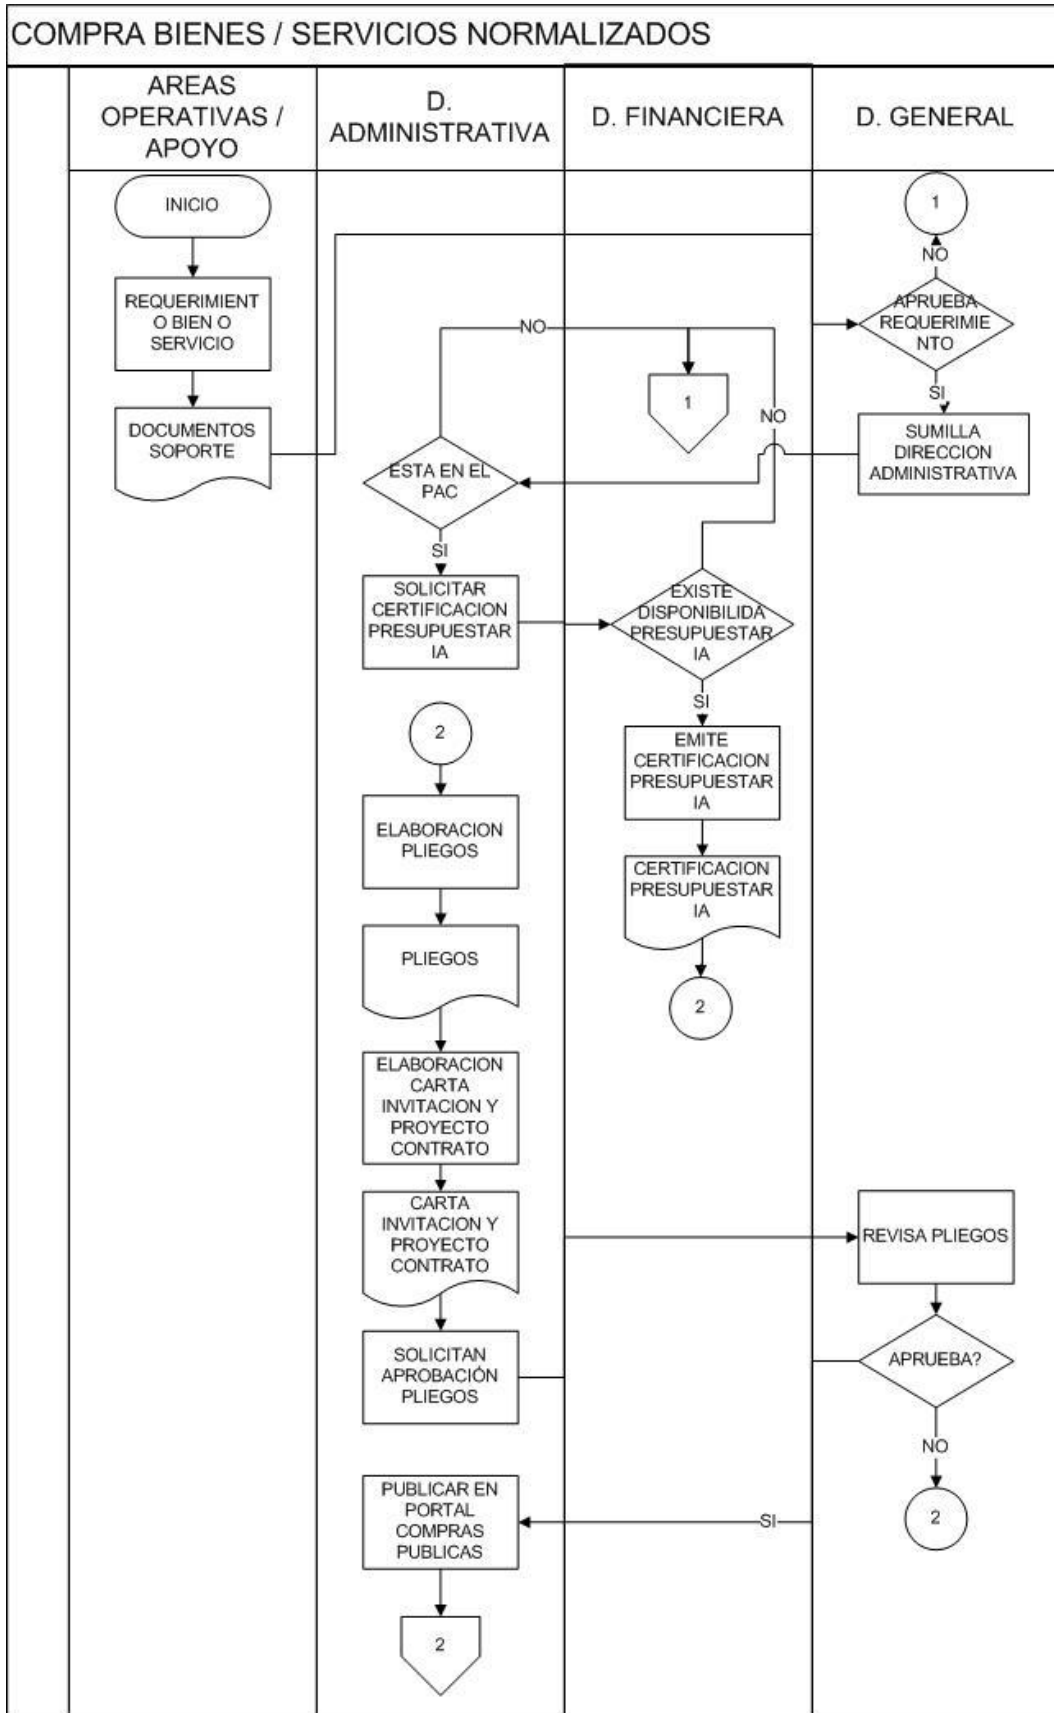 COMPRA BIENES / SERVICIOS NORMALIZADOS
AREAS
OPERATIVAS /
APOYO
D.
ADMINISTRATIVA
D. FINANCIERA
D. GENERAL
INICIO
1
NO
REQUERIMIENT
O BIEN O
SERVICIO
APRUEBA
REQUERIMIE
NTO
NO
SI
1
NO
DOCUMENTOS
SOPORTE
SUMILLA
DIRECCION
ADMINISTRATIVA
ESTA EN EL
PAC
SI
SOLICITAR
CERTIFICACION
PRESUPUESTAR
IA
EXISTE
DISPONIBILIDA
PRESUPUESTAR
IA
SI
2
EMITE
CERTIFICACION
PRESUPUESTAR
IA
ELABORACION
PLIEGOS
CERTIFICACION
PRESUPUESTAR
IA
PLIEGOS
2
ELABORACION
CARTA
INVITACION Y
PROYECTO
CONTRATO
CARTA
INVITACION Y
PROYECTO
CONTRATO
REVISA PLIEGOS
SOLICITAN
APROBACIÓN
PLIEGOS
APRUEBA?
NO
PUBLICAR EN
PORTAL
COMPRAS
PUBLICAS
SI
2
2